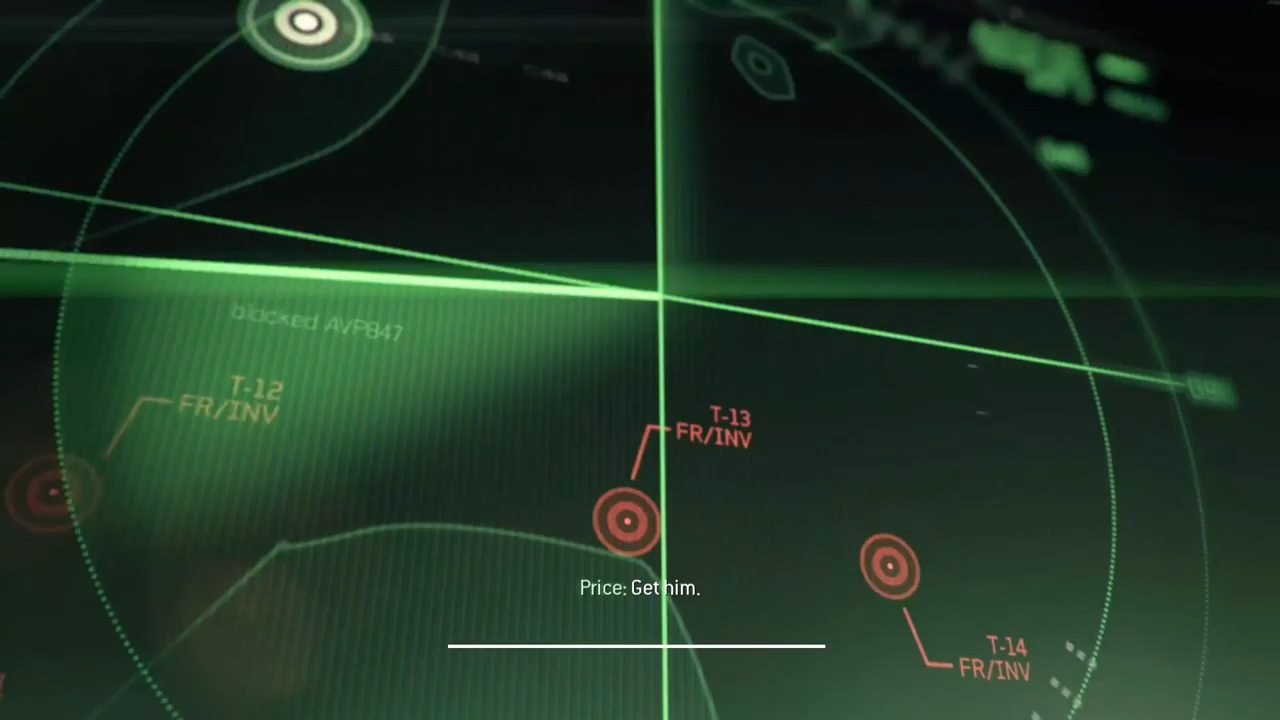 blocked AVP847
T-12
FR/INV
T-13
FR/INV
Price: Get him.
T-14
FR/INV